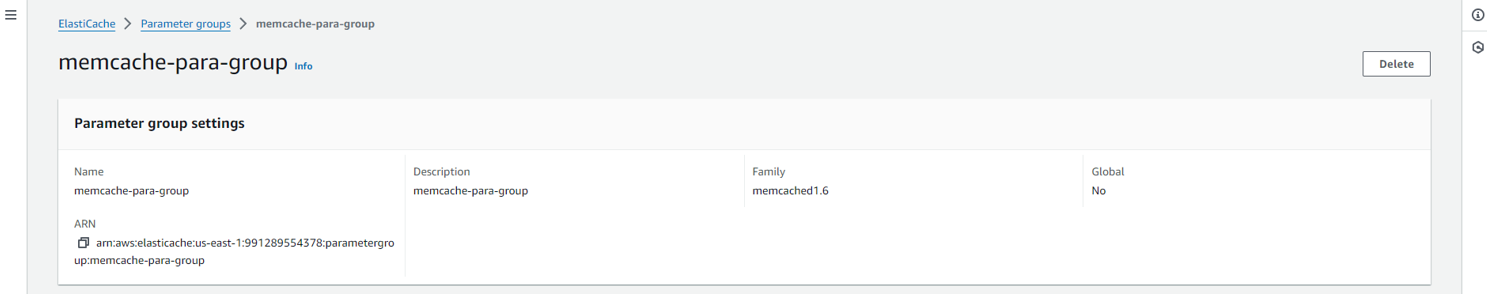 ElastiCache > Parameter groups > memcache-para-group
memcache-para-group Info
Delete
Parameter group settings
Name
memcache-para-group
Description
memcache-para-group
Family
memcached1.6
Global
No
ARN
arn:aws:elasticache:us-east-1:991289554378:parametergro
up:memcache-para-group